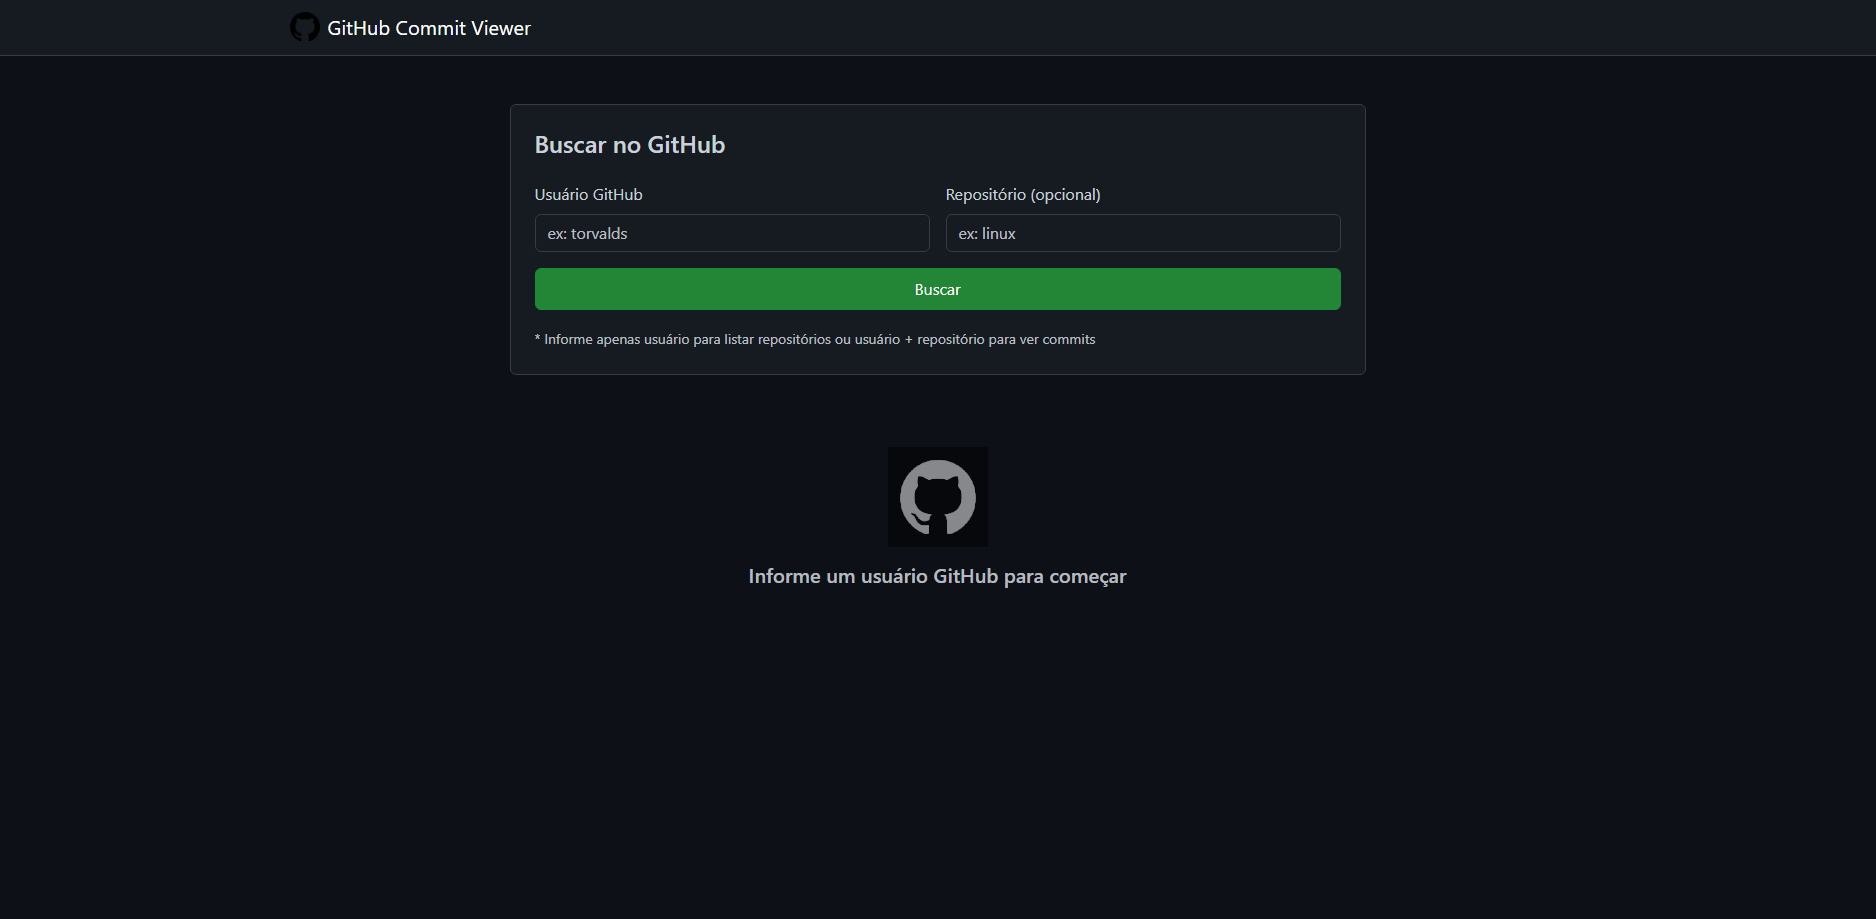 GitHub Commit Viewer
Buscar no GitHub
Usuário GitHub
Repositório (opcional)
ex: torvalds
ex: linux
Buscar
* Informe apenas usuário para listar repositórios ou usuário + repositório para ver commits
Informe um usuário GitHub para começar